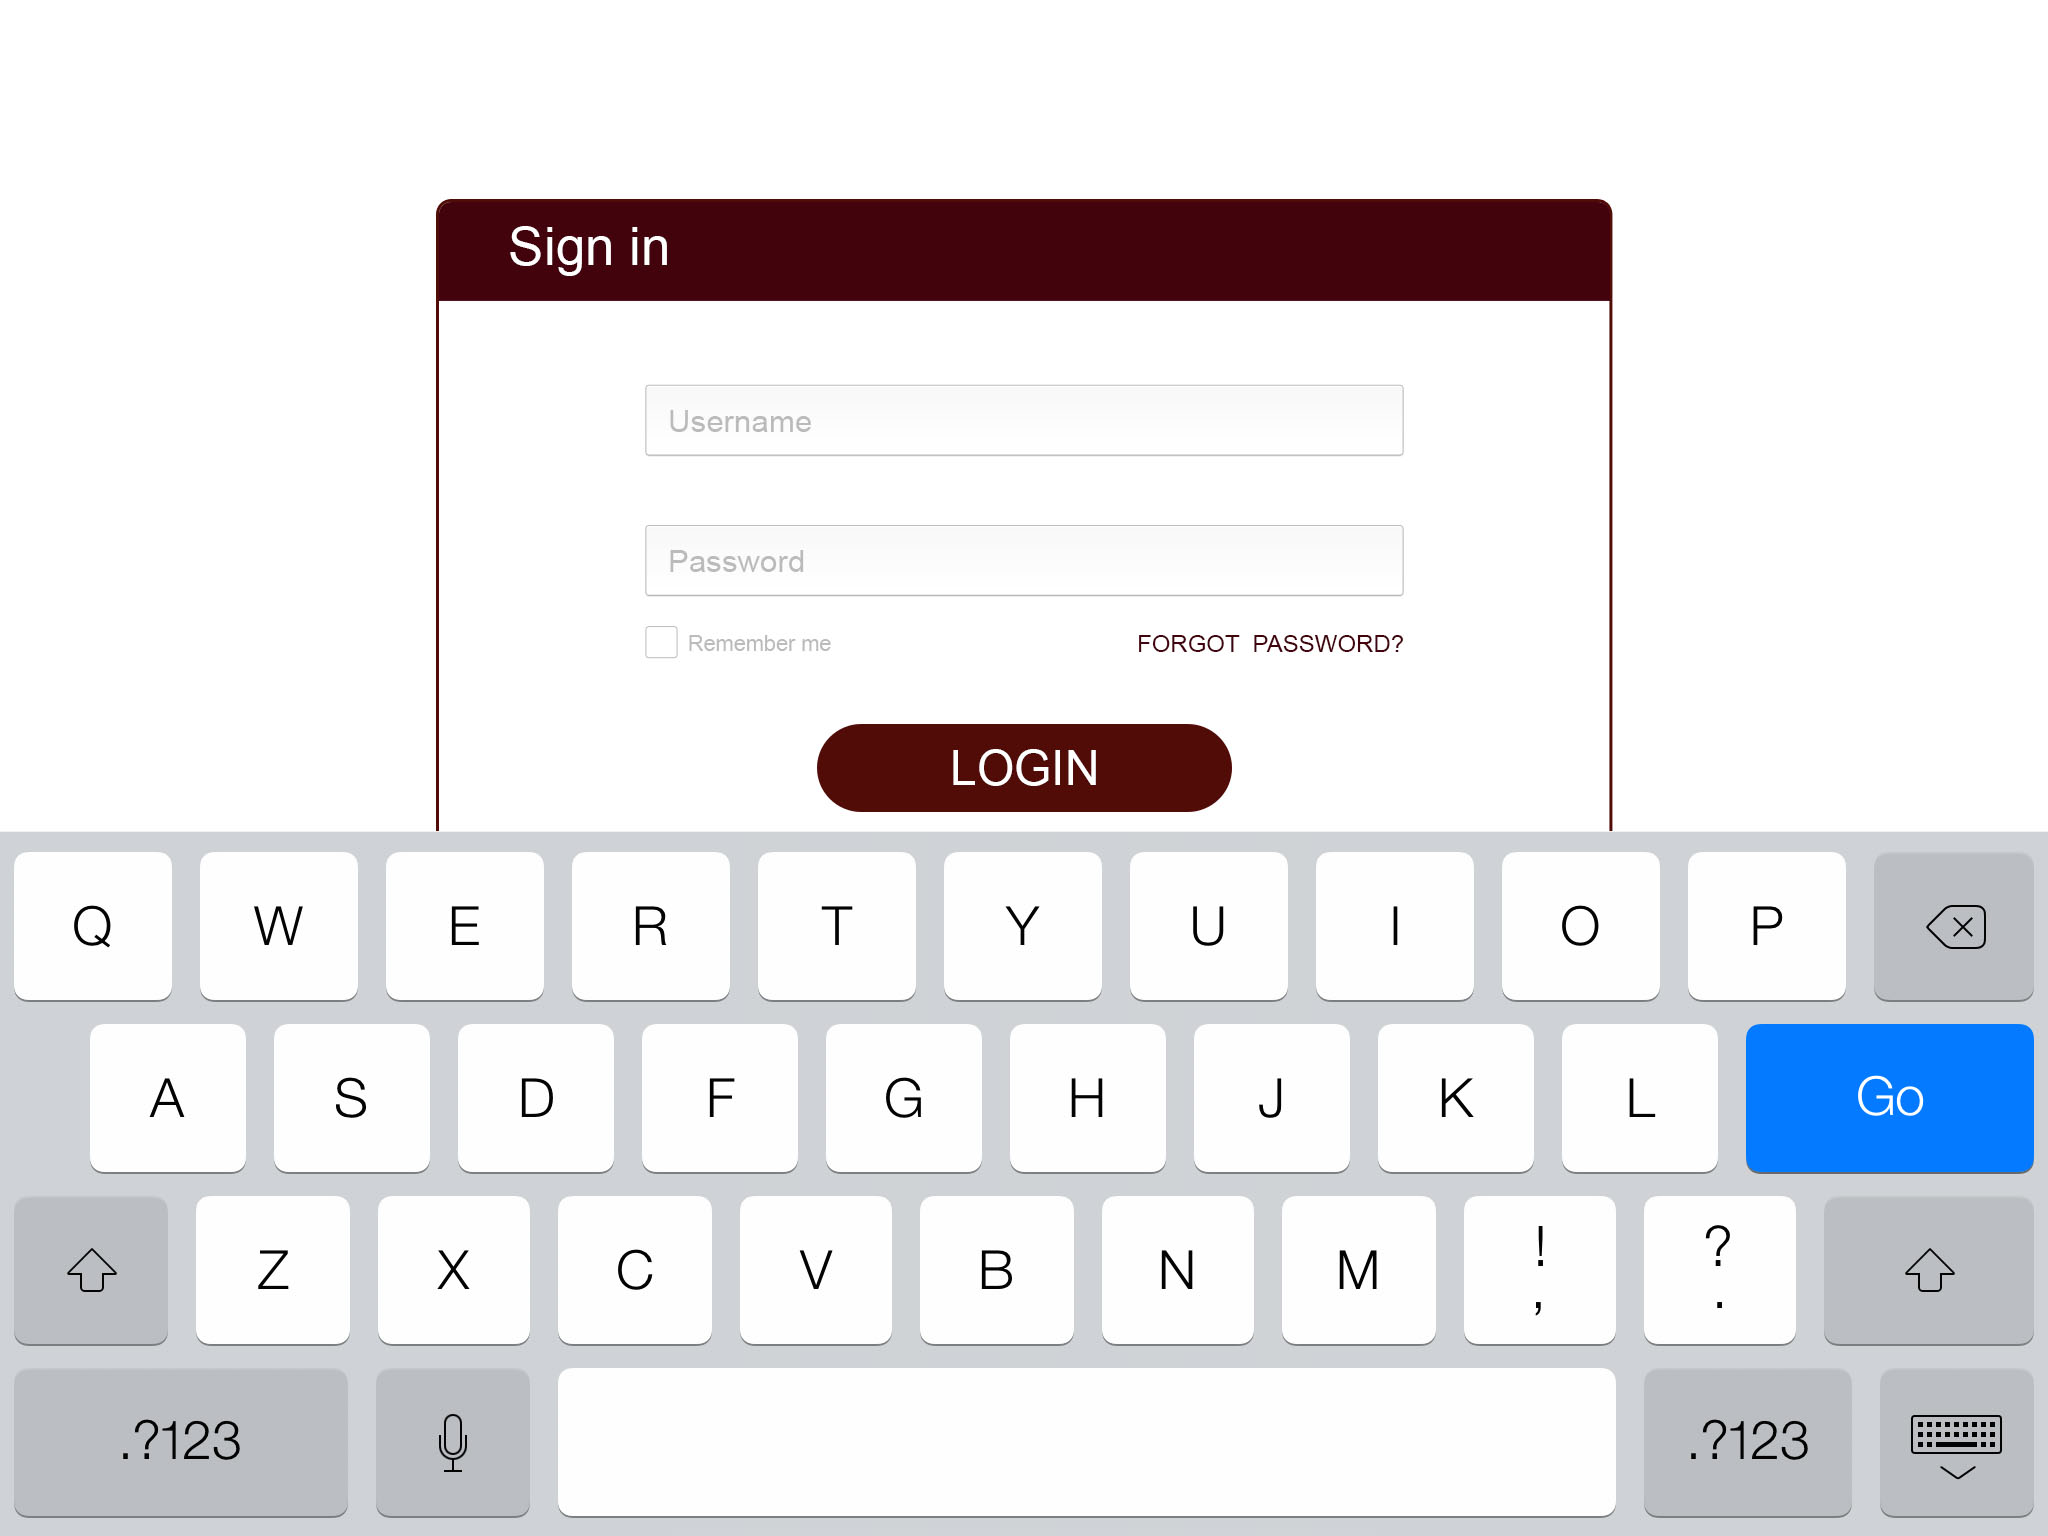 Sign in
Username
Password
Remember me FORGOT PASSWORD?
LOGIN
Q W E R T Y U I O P
A S D F G H J K L Go
Z X C V B N M ! ?
, .
.?123 .?123